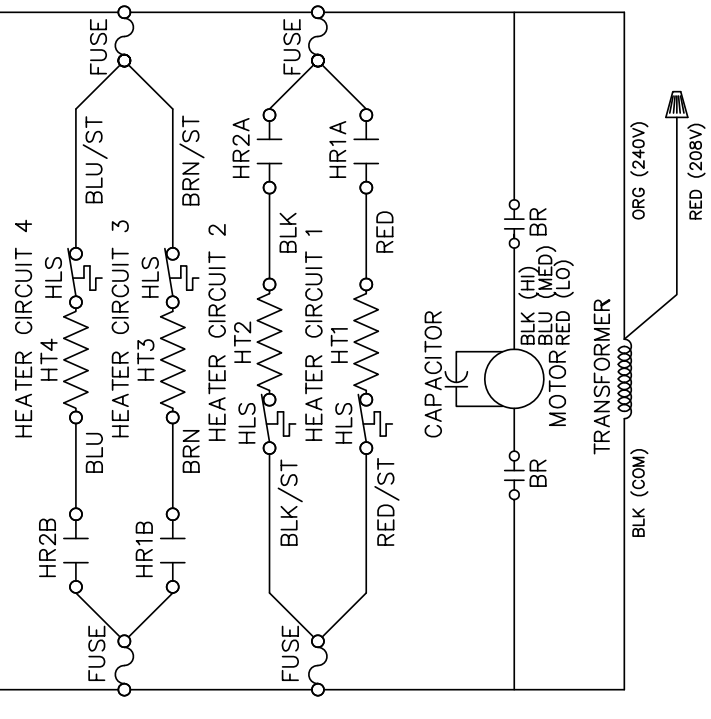 FUSE
FUSE
BLU/ST
BRN/ST
HR2A
HR1A
ORG (240V)
RED (208V)
HEATER CIRCUIT 4
HLS
HT4
BLU
HR2B
HEATER CIRCUIT 3
HLS
HT3
BRN
HR1B
HEATER CIRCUIT 2
BLK
HT2
HLS
BLK/ST
HEATER CIRCUIT 1
RED
HT1
HLS
RED/ST
FUSE
FUSE
CAPACITOR
BR
BLK (HI)
BLU (MED)
RED (LO)
MOTOR
BR
TRANSFORMER
BLK (COM)